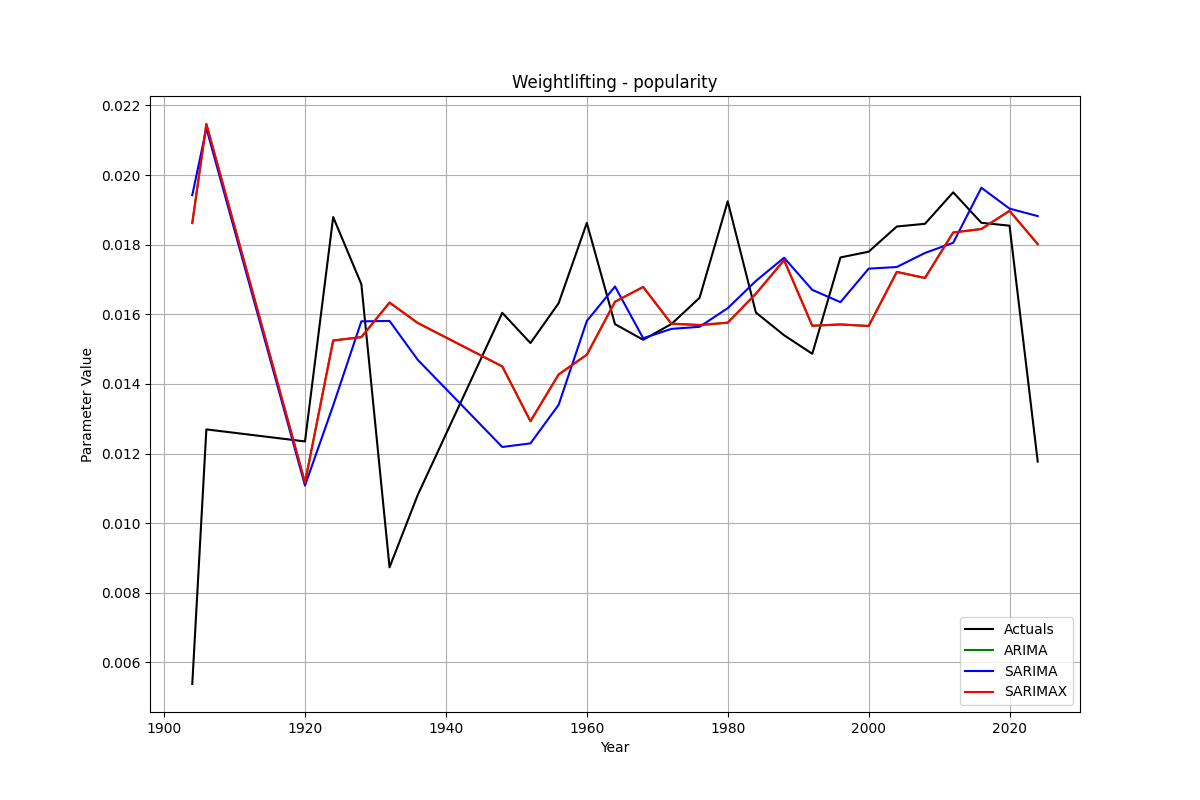 Weightlifting - popularity
0.022
0.020
0.018
0.016
0.014
0.012
0.010
0.008
0.006
Parameter Value
1900 1920 1940 1960 1980 2000 2020
Year
Actuals
ARIMA
SARIMA
SARIMAX